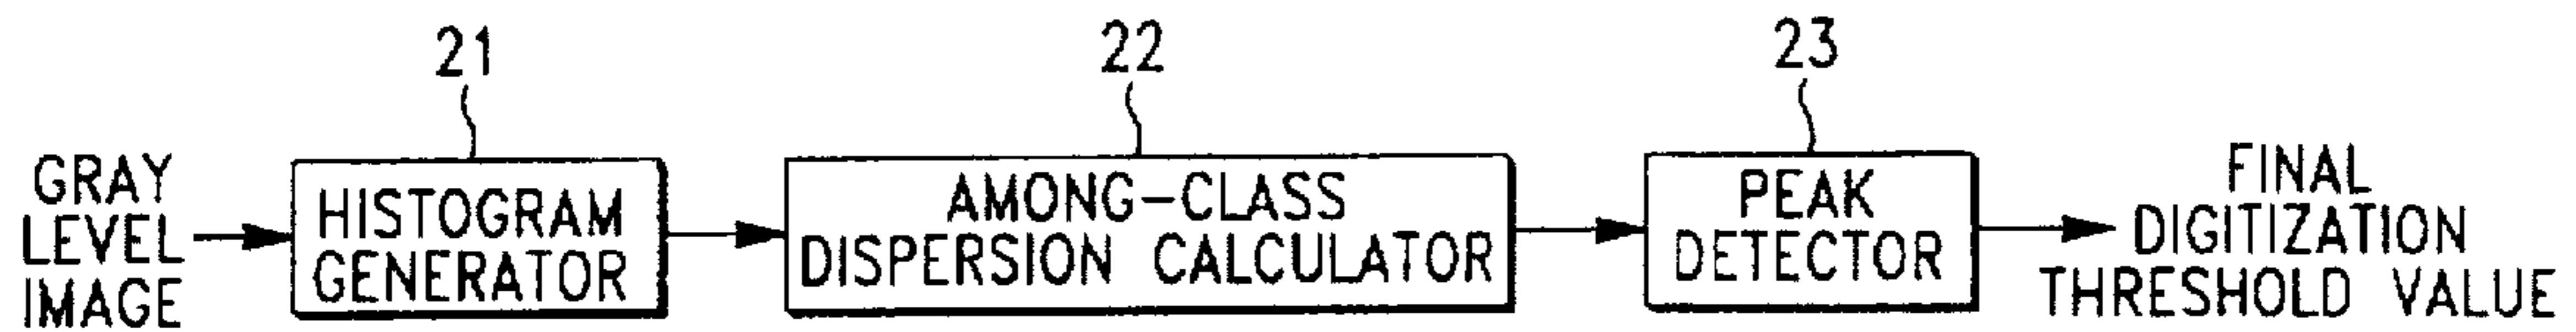 21
22
23
GRAY
LEVEL
IMAGE
HISTOGRAM
GENERATOR
AMONG-CLASS
DISPERSION CALCULATOR
PEAK
DETECTOR
FINAL
DIGITIZATION
THRESHOLD VALUE